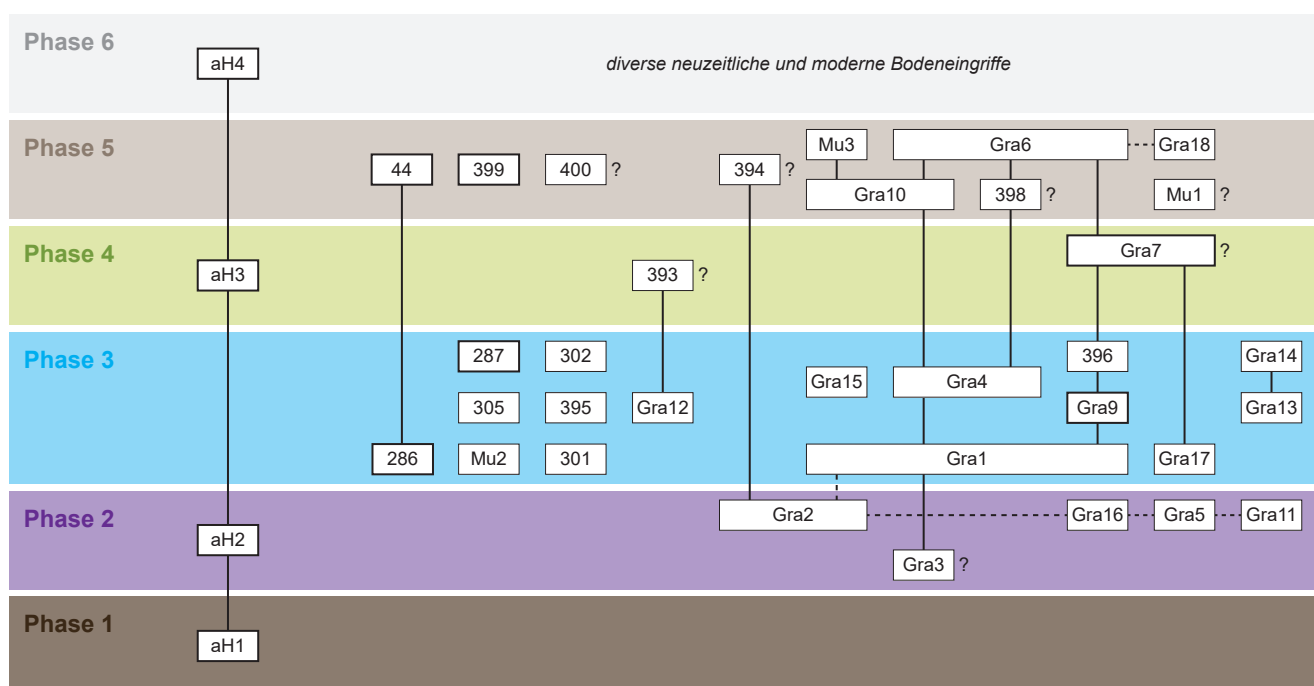 Phase 6
aH4
diverse neuzeitliche und moderne Bodeneingriffe
Phase 5
Mu3 Gra6 Gra18
44 399 400 ? 394 ?
Gra10 398 ? Mu1 ?
Phase 4
Gra7 ?
aH3 393 ?
Phase 3
287 302 396 Gra14
Gra15 Gra4
305 395 Gra12 Gra9 Gra13
286 Mu2 301 Gra1 Gra17
Phase 2
Gra2 Gra16 Gra5 Gra11
aH2
Gra3 ?
Phase 1
aH1